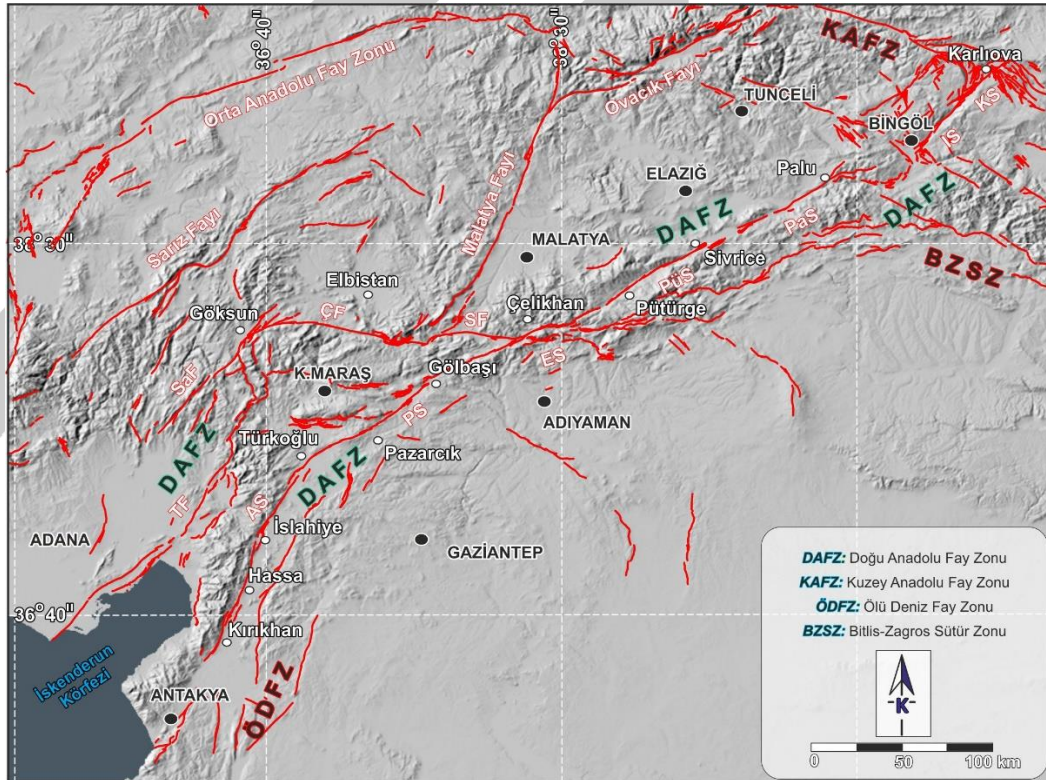 36°40"
36°30"
KAFZ
Karlıova
Orta Anadolu Fay Zonu
Ovacık Fayı
TUNCELİ
KS
BİNGÖL
IS
Palu
ELAZIĞ
DAFZ
DAFZ
PaS
Malatya Fayı
Sarız Fayı
38°30"
MALATYA
Sivrice
BZSZ
Elbistan
PüS
Pütürge
Göksun
ÇF
SF
Çelikhan
ES
Gölbaşı
SaF
K.MARAŞ
ADIYAMAN
PS
DAFZ
Türkoğlu
Pazarcık
DAFZ
TF
AS
ADANA
İslahiye
GAZİANTEP
Hassa
36°40"
Kırıkhan
İskenderun
Körfezi
ANTAKYA
ÖDFZ
DAFZ: Doğu Anadolu Fay Zonu
KAFZ: Kuzey Anadolu Fay Zonu
ÖDFZ: Ölü Deniz Fay Zonu
BZSZ: Bitlis-Zagros Sütür Zonu
K
0 50 100 km